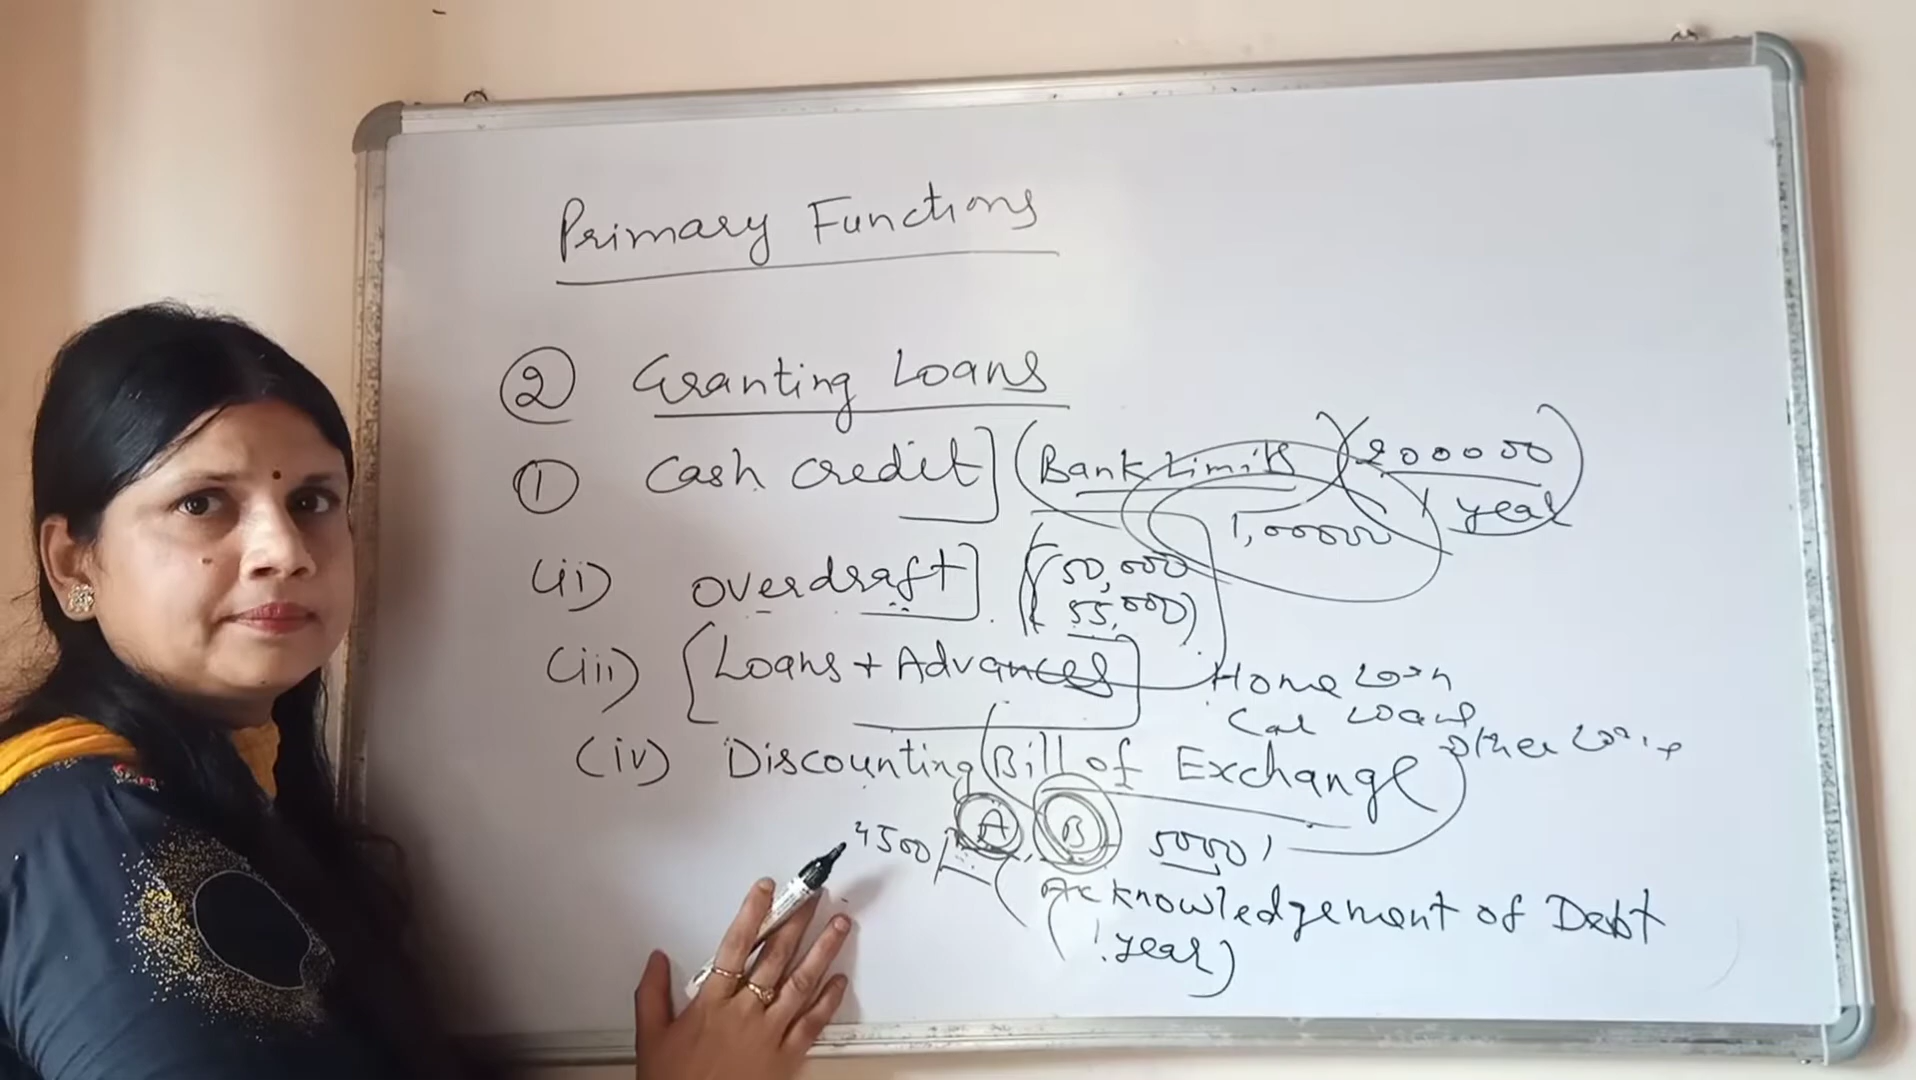 Primary Functions
② Granting Loans
① Cash Credit] (Bank Limits) (200000)
1,00000 1 year
(ii) overdraft] (50,000
55,000)
(iii) [Loans + Advances] Home Loan
Car Loans
Other Loans
(iv) Discounting (Bill of Exchange)
4500/ A, B 5000/
Acknowledgement of Debt
1 year)